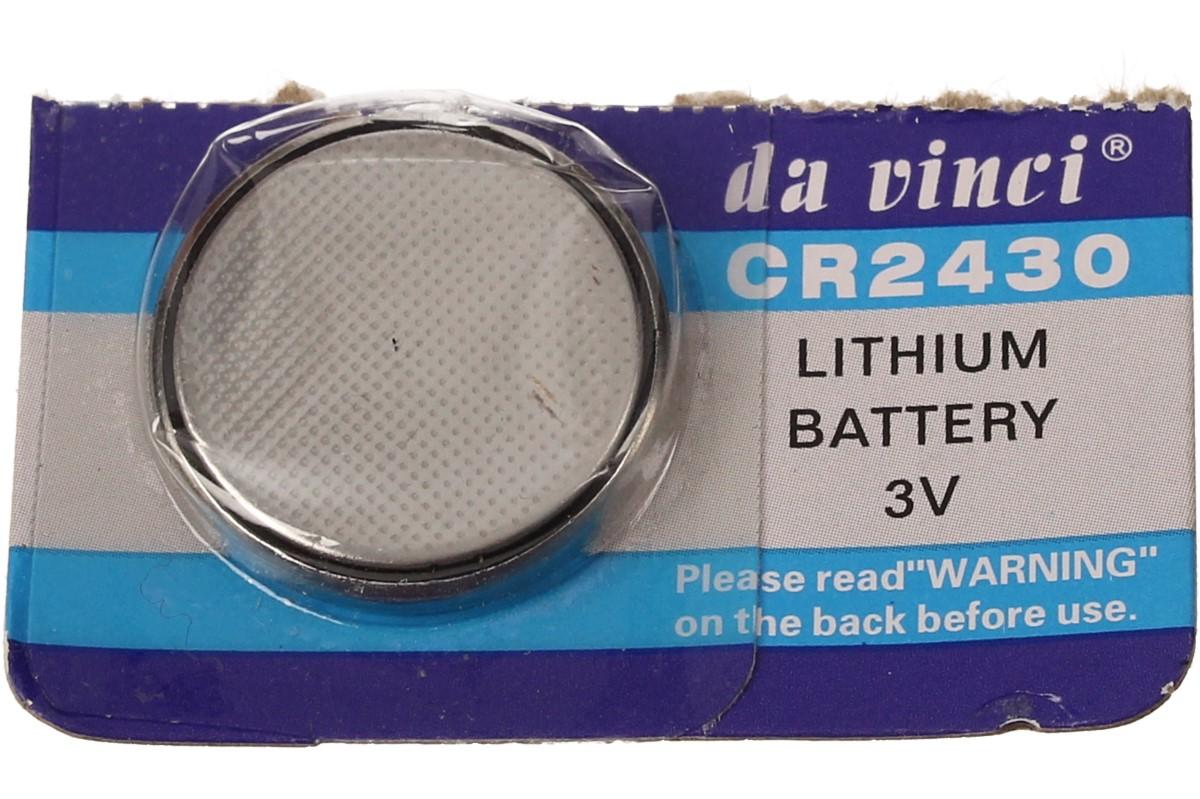 da vinci®
CR2430
LITHIUM
BATTERY
3V
Please read"WARNING"
on the back before use.